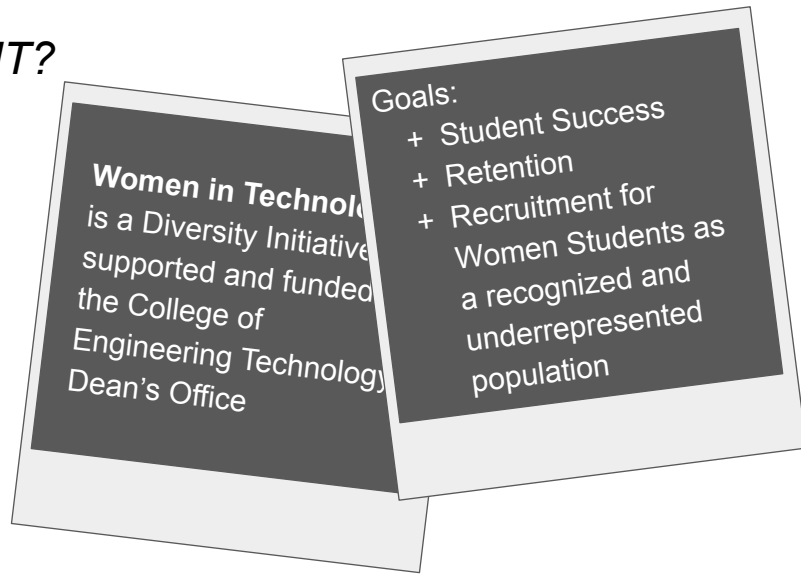 IT?
Women in Technol
is a Diversity Initiative
supported and funded
the College of
Engineering Technology
Dean's Office
Goals:
+ Student Success
+ Retention
+ Recruitment for
Women Students as
a recognized and
underrepresented
population